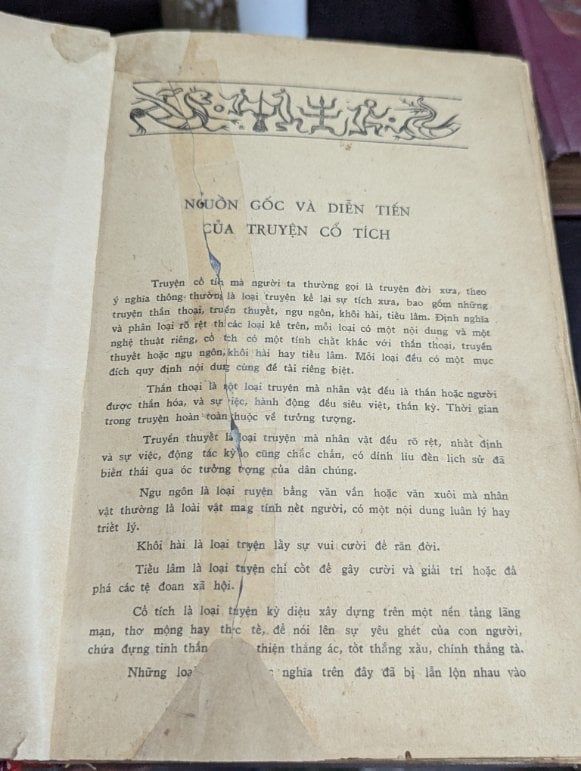 NGUỒN GỐC VÀ DIỄN TIẾN
CỦA TRUYỆN CỔ TÍCH
Truyện cổ tích mà người ta thường gọi là truyện đời xưa, theo
ý nghĩa thông thường là loại truyện kể lại sự tích xưa, bao gồm những
truyện thần thoại, truyền thuyết, ngụ ngôn, khôi hài, tiếu lâm. Định nghĩa
và phân loại rõ rệt thì các loại kể trên, mỗi loại có một nội dung và một
nghệ thuật riêng, cổ tích có một tính chất khác với thần thoại, truyền
thuyết hoặc ngụ ngôn, khôi hài hay tiếu lâm. Mỗi loại đều có một mục
đích quy định nội dung cùng đề tài riêng biệt.
Thần thoại là một loại truyện mà nhân vật đều là thần hoặc người
được thần hóa, và sự việc, hành động đều siêu việt, thần kỳ. Thời gian
trong truyện hoàn toàn thuộc về tưởng tượng.
Truyền thuyết là loại truyện mà nhân vật đều rõ rệt, nhất định
và sự việc, động tác kỳ ảo cũng chắc chắn, có dính líu đến lịch sử đã
biến thái qua óc tưởng tượng của dân chúng.
Ngụ ngôn là loại truyện bằng văn vần hoặc văn xuôi mà nhân
vật thường là loài vật mang tính nết người, có một nội dung luân lý hay
triết lý.
Khôi hài là loại truyện lấy sự vui cười để răn đời.
Tiếu lâm là loại truyện chỉ cốt để gây cười và giải trí hoặc đả
phá các tệ đoan xã hội.
Cổ tích là loại truyện kỳ diệu xây dựng trên một nền tảng lãng
mạn, thơ mộng hay thực tế, để nói lên sự yêu ghét của con người,
chứa đựng tinh thần thiện thắng ác, tốt thắng xấu, chính thắng tà.
Những loại nghĩa trên đây đã bị lẫn lộn nhau vào